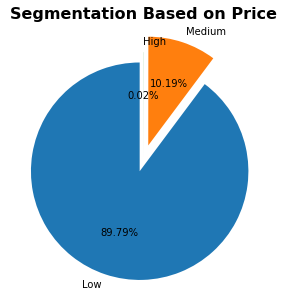 Segmentation Based on Price
Medium
High
10.19%
0.02%
89.79%
Low